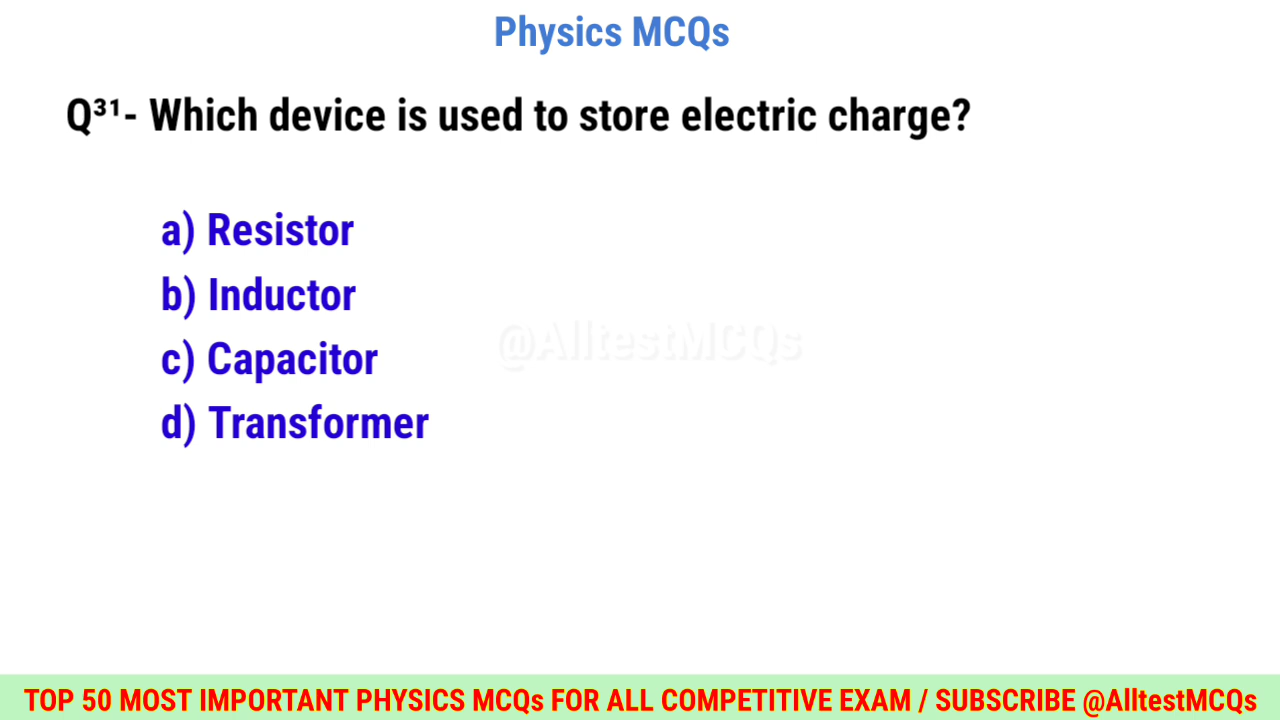 Physics MCQs
Q³¹- Which device is used to store electric charge?
a) Resistor
b) Inductor
@AlltestMCQs
c) Capacitor
d) Transformer
TOP 50 MOST IMPORTANT PHYSICS MCQs FOR ALL COMPETITIVE EXAM / SUBSCRIBE @AlltestMCQs